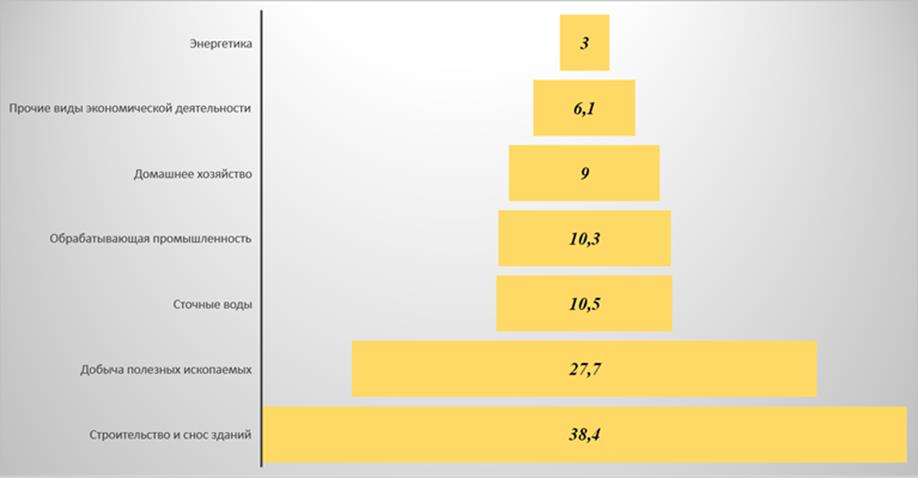 Энергетика
3
Прочие виды экономической деятельности
6,1
Домашнее хозяйство
9
Обрабатывающая промышленность
10,3
Сточные воды
10,5
Добыча полезных ископаемых
27,7
Строительство и снос зданий
38,4